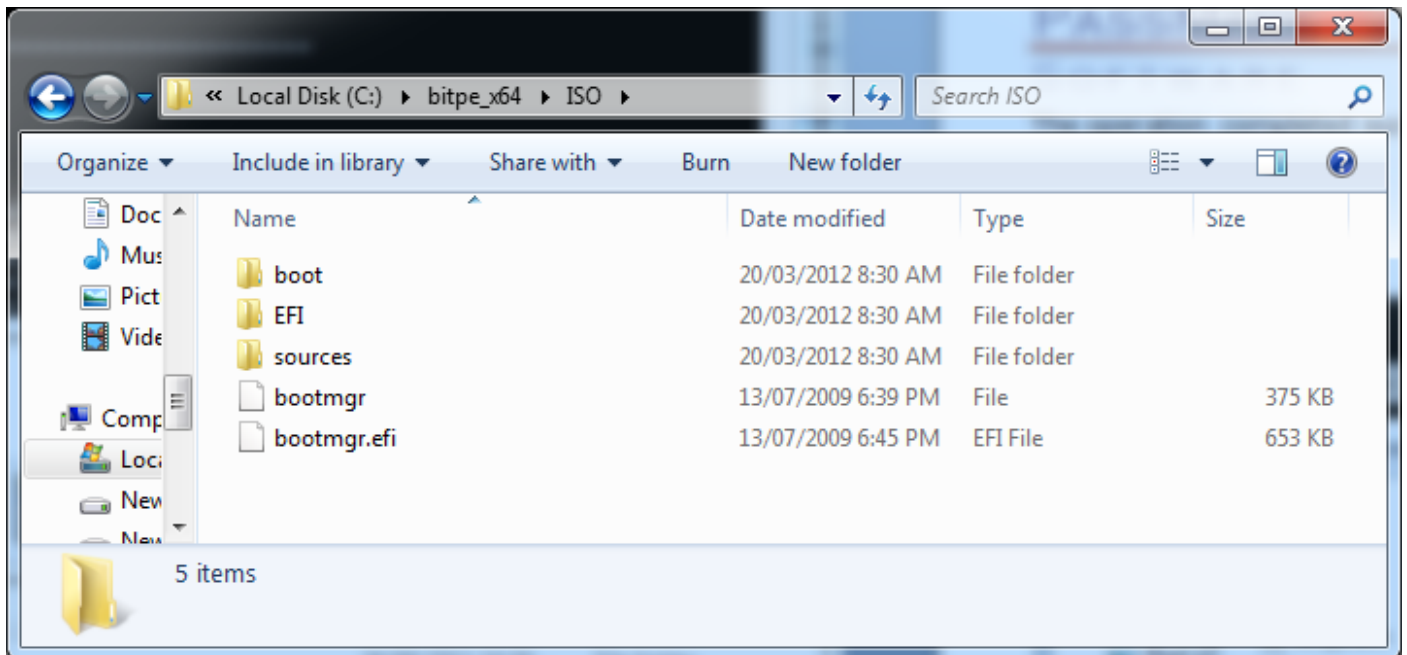 « Local Disk (C:) ▸ bitpe_x64 ▸ ISO ▸ Search ISO
Organize ▾ Include in library ▾ Share with ▾ Burn New folder
Name Date modified Type Size
Doc
Mus
Pict
Vide
Comp
Loca
New
New
boot 20/03/2012 8:30 AM File folder
EFI 20/03/2012 8:30 AM File folder
sources 20/03/2012 8:30 AM File folder
bootmgr 13/07/2009 6:39 PM File 375 KB
bootmgr.efi 13/07/2009 6:45 PM EFI File 653 KB
5 items